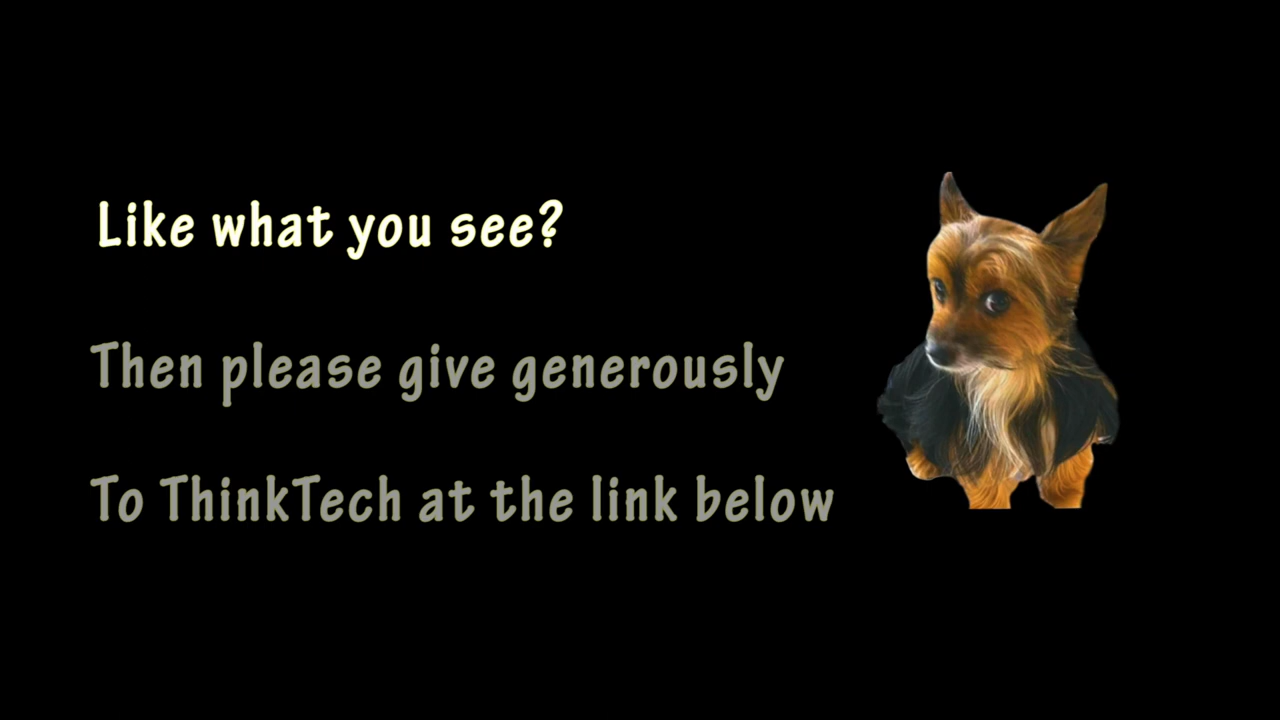 Like what you see?
Then please give generously
To ThinkTech at the link below